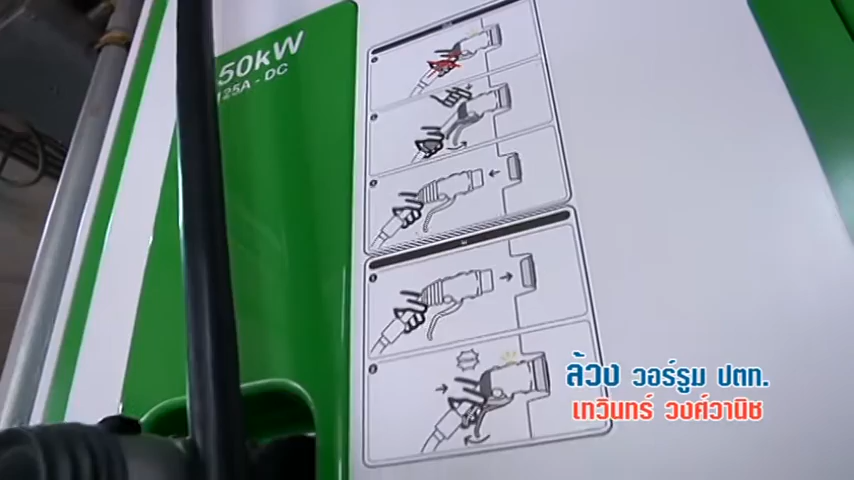 50kW
125A - DC
ล้วง วอร์รูม ปตท.
เทวินทร์ วงศ์วานิช